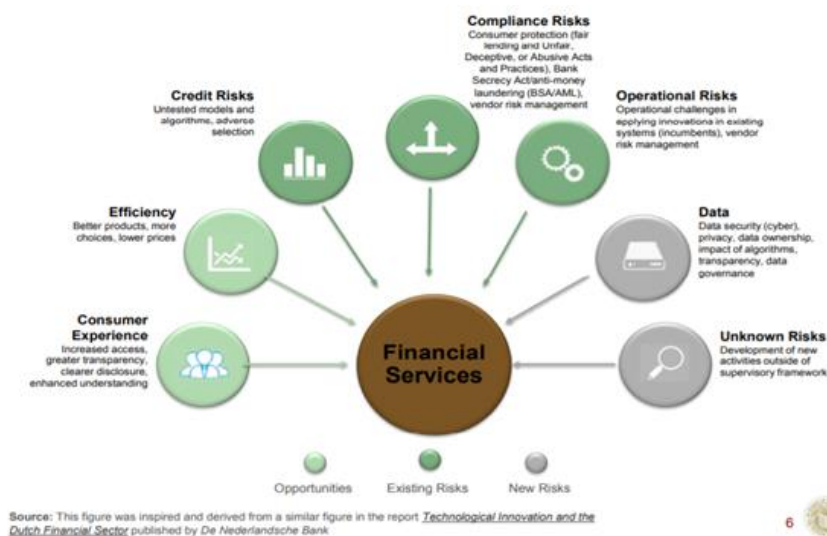 Compliance Risks
Consumer protection (fair
lending and Unfair,
Deceptive, or Abusive Acts
and Practices), Bank
Secrecy Act/anti-money
laundering (BSA/AML),
vendor risk management
Credit Risks
Untested models and
algorithms, adverse
selection
Operational Risks
Operational challenges in
applying innovations in existing
systems (incumbents), vendor
risk management
Efficiency
Better products, more
choices, lower prices
Data
Data security (cyber),
privacy, data ownership,
impact of algorithms,
transparency, data
governance
Consumer
Experience
Increased access,
greater transparency,
clearer disclosure,
enhanced understanding
Financial
Services
Unknown Risks
Development of new
activities outside of
supervisory framework
Opportunities
Existing Risks
New Risks
Source: This figure was inspired and derived from a similar figure in the report Technological Innovation and the
Dutch Financial Sector published by De Nederlandsche Bank
6